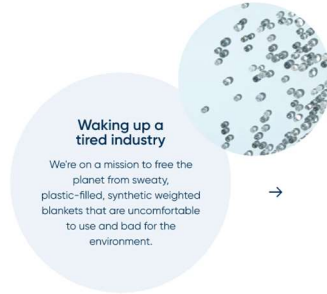 Waking up a
tired industry
We're on a mission to free the
planet from sweaty,
plastic-filled, synthetic weighted
blankets that are uncomfortable
to use and bad for the
environment.